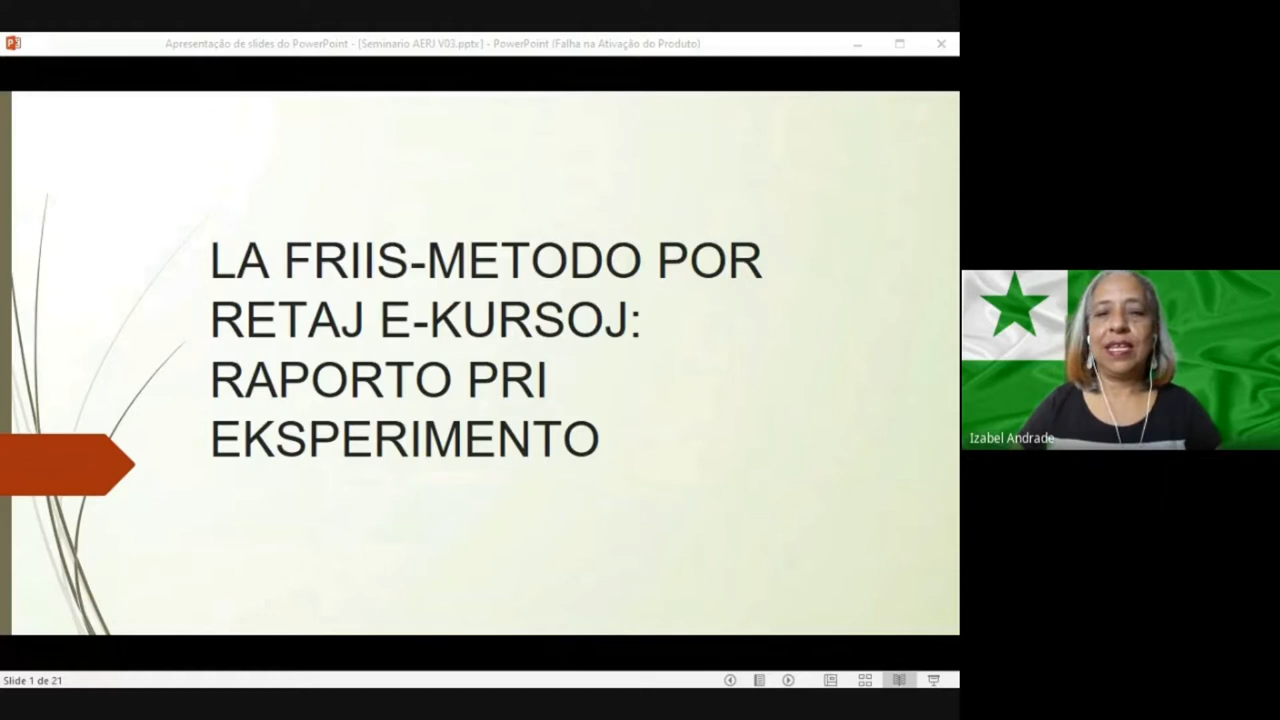 Apresentação de slides do PowerPoint - [Seminario AERJ V03.pptx] - PowerPoint (Falha na Ativação do Produto)
LA FRIIS-METODO POR
RETAJ E-KURSOJ:
RAPORTO PRI
EKSPERIMENTO
Izabel Andrade
Slide 1 de 21